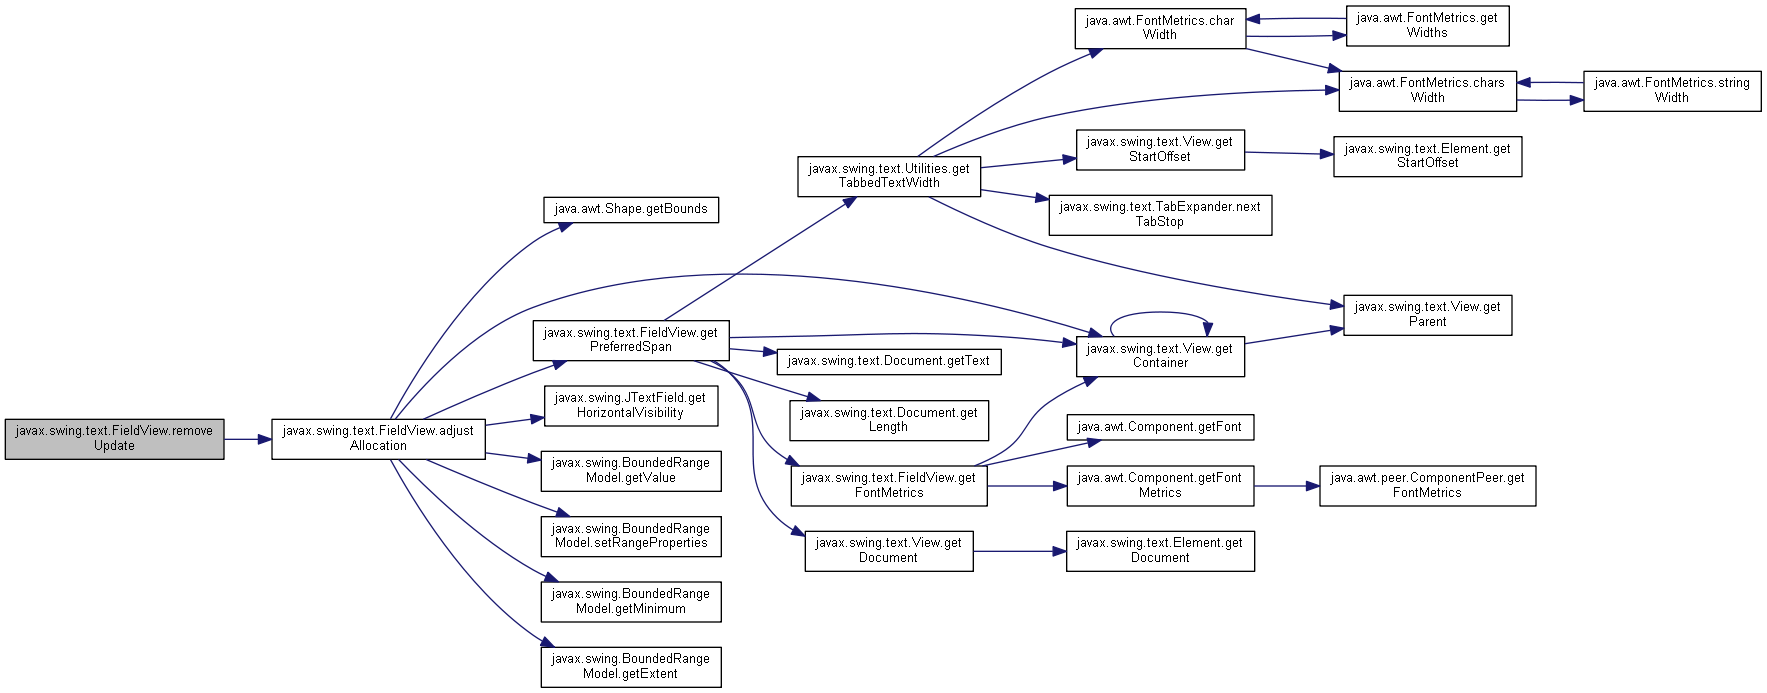 javax.swing.text.FieldView.remove
Update
javax.swing.text.FieldView.adjust
Allocation
java.awt.Shape.getBounds
javax.swing.text.FieldView.get
PreferredSpan
javax.swing.JTextField.get
HorizontalVisibility
javax.swing.BoundedRange
Model.getValue
javax.swing.BoundedRange
Model.setRangeProperties
javax.swing.BoundedRange
Model.getMinimum
javax.swing.BoundedRange
Model.getExtent
javax.swing.text.Utilities.get
TabbedTextWidth
javax.swing.text.Document.getText
javax.swing.text.Document.get
Length
javax.swing.text.FieldView.get
FontMetrics
javax.swing.text.View.get
Document
java.awt.FontMetrics.char
Width
javax.swing.text.View.get
StartOffset
javax.swing.text.TabExpander.next
TabStop
javax.swing.text.View.get
Container
java.awt.Component.getFont
java.awt.Component.getFont
Metrics
javax.swing.text.Element.get
Document
java.awt.FontMetrics.get
Widths
java.awt.FontMetrics.chars
Width
javax.swing.text.Element.get
StartOffset
javax.swing.text.View.get
Parent
java.awt.peer.ComponentPeer.get
FontMetrics
java.awt.FontMetrics.string
Width